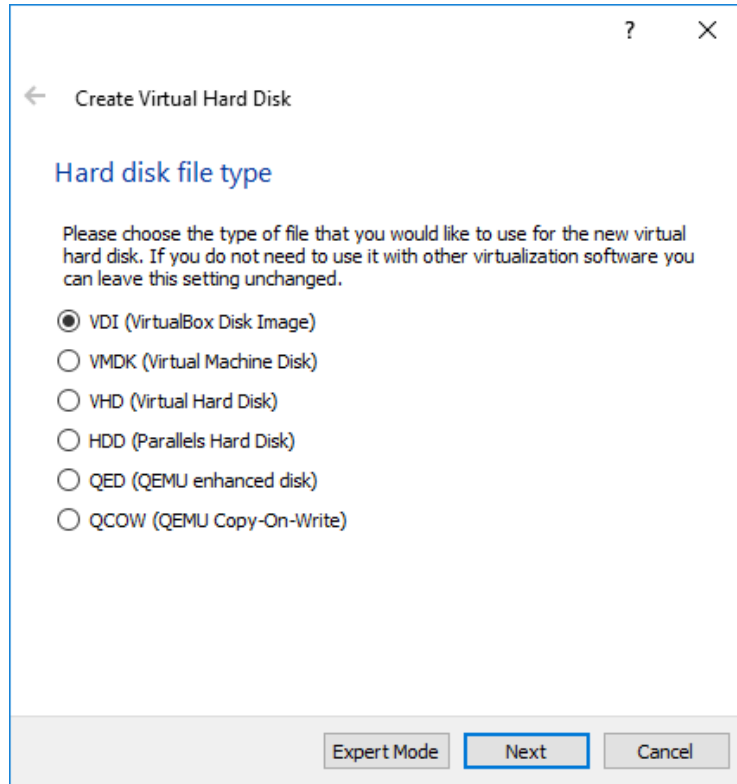 ?
Create Virtual Hard Disk
Hard disk file type
Please choose the type of file that you would like to use for the new virtual
hard disk. If you do not need to use it with other virtualization software you
can leave this setting unchanged.
VDI (VirtualBox Disk Image)
VMDK (Virtual Machine Disk)
VHD (Virtual Hard Disk)
HDD (Parallels Hard Disk)
QED (QEMU enhanced disk)
QCOW (QEMU Copy-On-Write)
Expert Mode Next Cancel